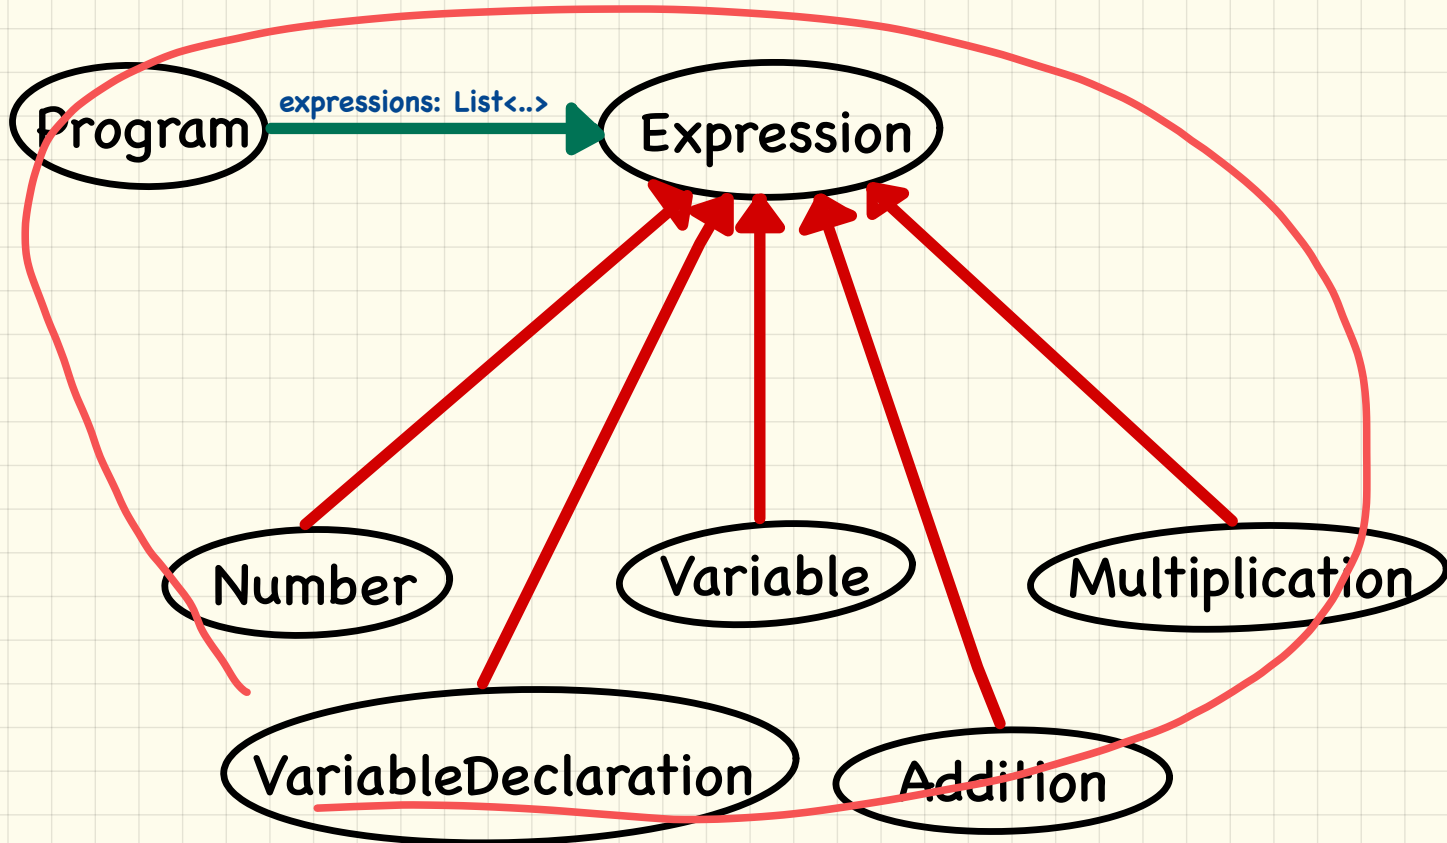 Program
expressions: List<..>
Expression
Number
Variable
Multiplication
VariableDeclaration
Addition